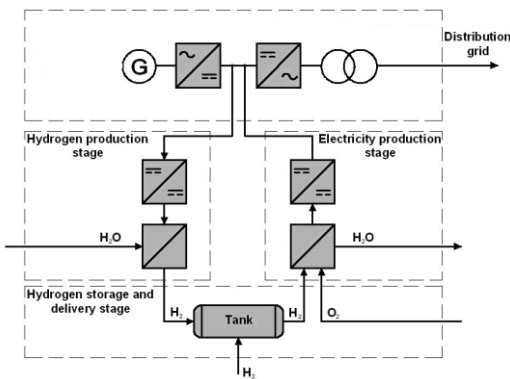 Distribution
grid
G
Hydrogen production
stage
Electricity production
stage
H₂O
H₂O
Hydrogen storage and
delivery stage
H₂
Tank
H₂
O₂
H₂